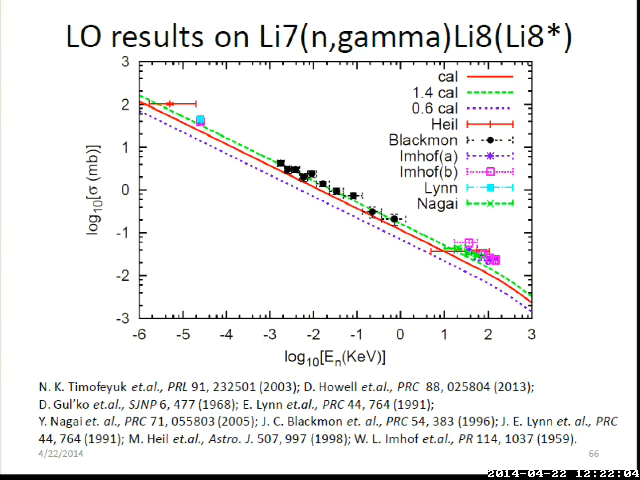 LO results on Li7(n,gamma)Li8(Li8*)
3
2
1
0
-1
-2
-3
log10[σ (mb)]
cal
1.4 cal
0.6 cal
Heil
Blackmon
Imhof(a)
Imhof(b)
Lynn
Nagai
-6 -5 -4 -3 -2 -1 0 1 2 3
log10[En(KeV)]
N. K. Timofeyuk et.al., PRL 91, 232501 (2003); D. Howell et.al., PRC 88, 025804 (2013);
D. Gul'ko et.al., SJNP 6, 477 (1968); E. Lynn et.al., PRC 44, 764 (1991);
Y. Nagai et. al., PRC 71, 055803 (2005); J. C. Blackmon et. al., PRC 54, 383 (1996); J. E. Lynn et. al., PRC
44, 764 (1991); M. Heil et.al., Astro. J. 507, 997 (1998); W. L. Imhof et.al., PR 114, 1037 (1959).
4/22/2014
66
2014-04-22 12:22:04